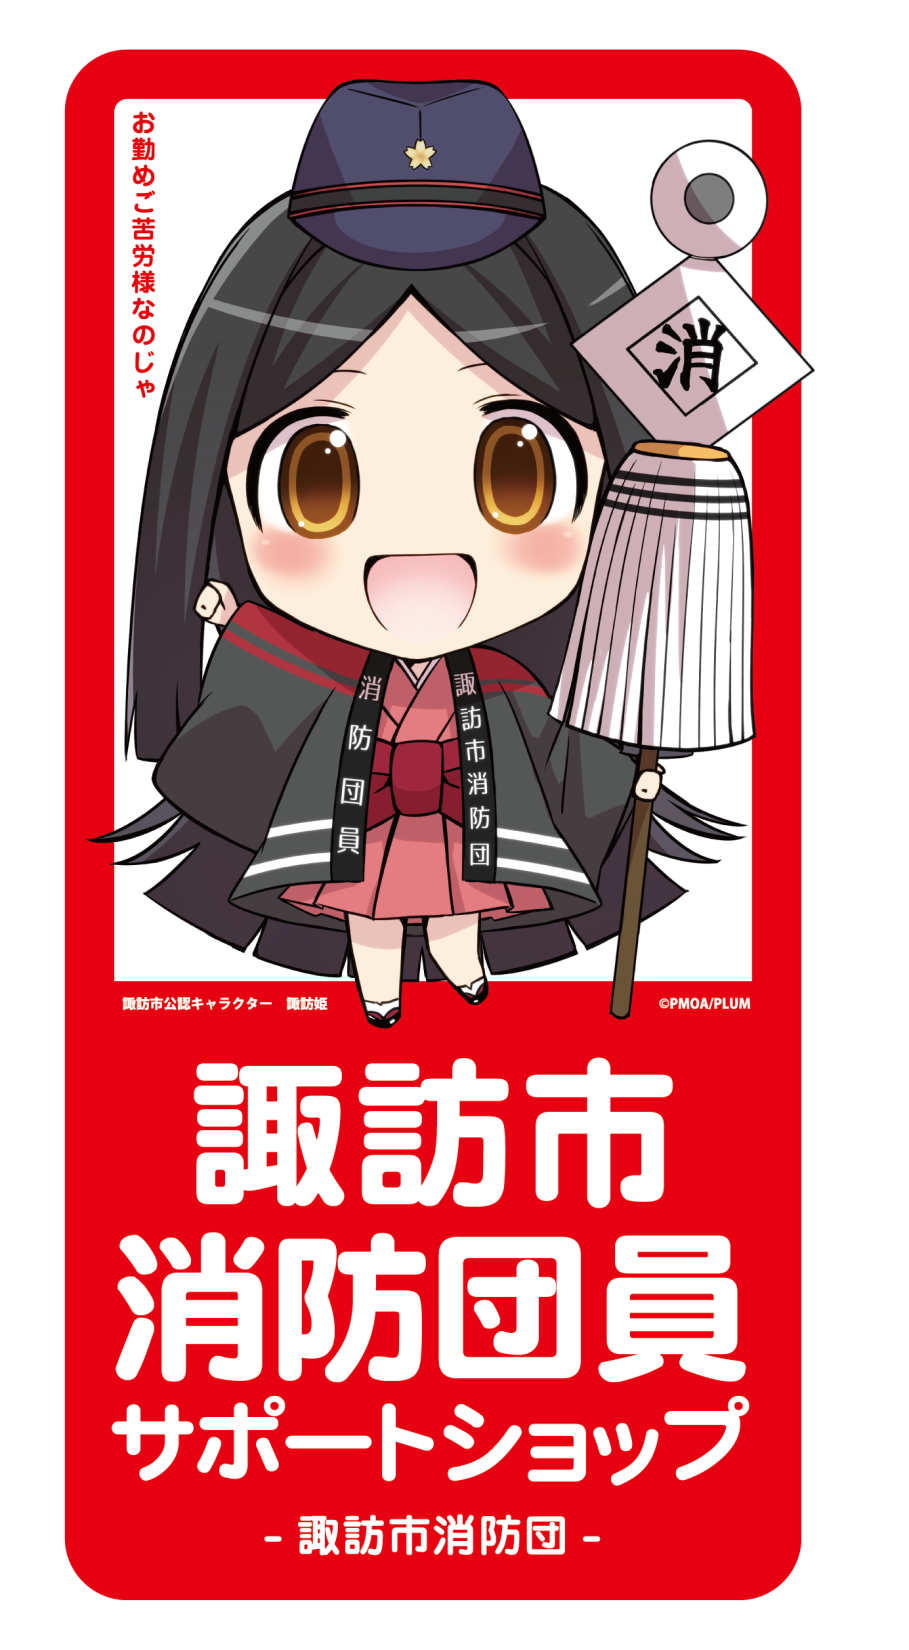 お勤めご苦労様なのじゃ
消
消防団員
諏訪市消防団
諏訪市公認キャラクター　諏訪姫
©PMOA/PLUM
諏訪市
消防団員
サポートショップ
- 諏訪市消防団 -